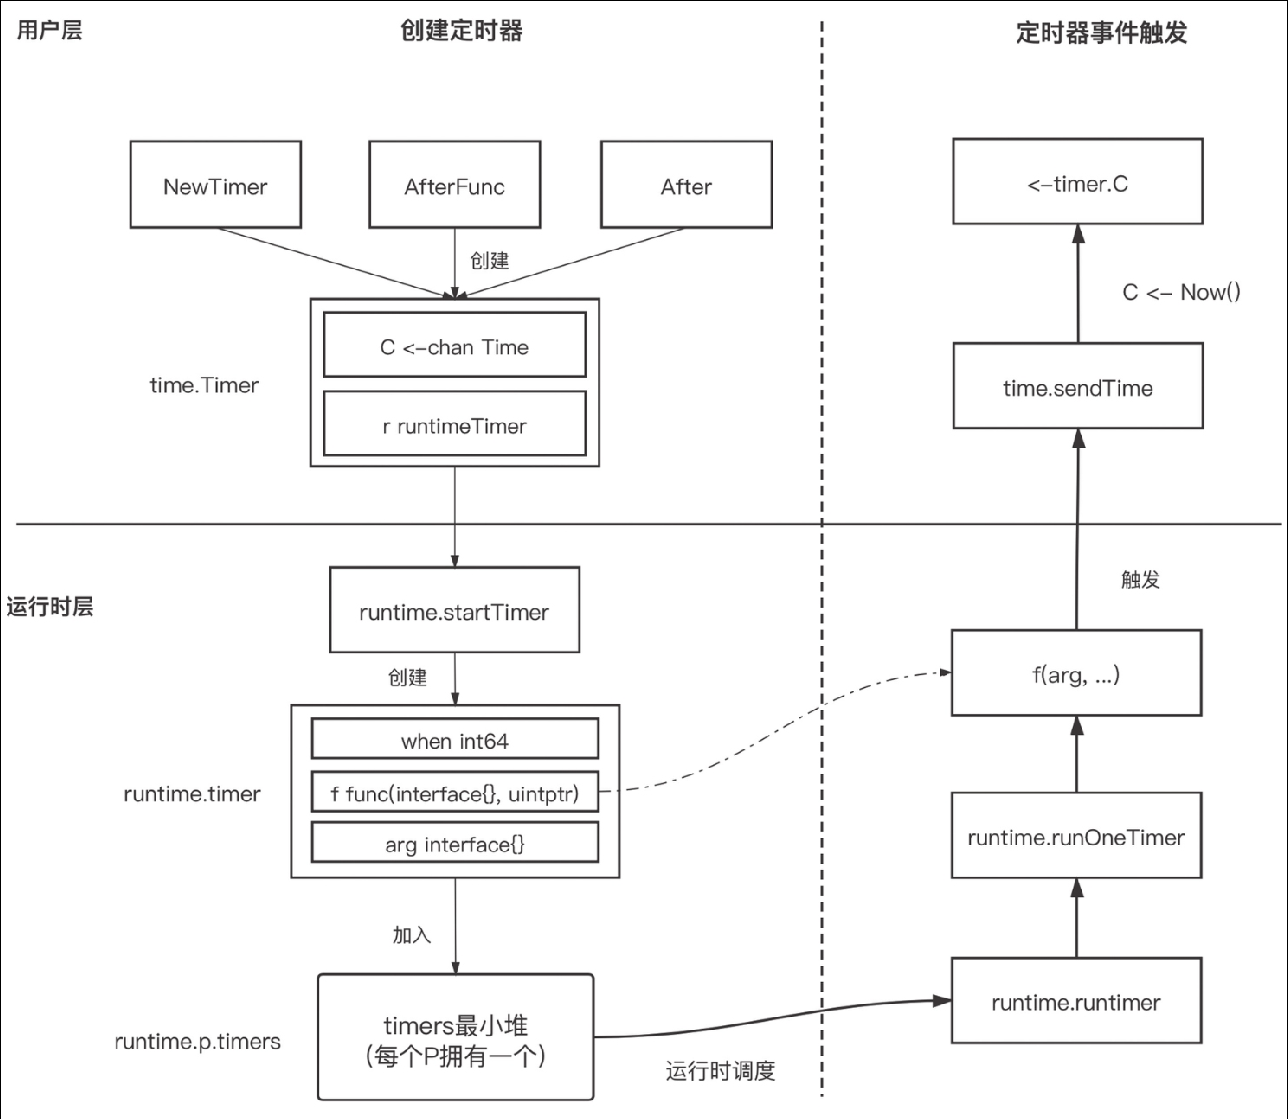 用户层
创建定时器
定时器事件触发
NewTimer
AfterFunc
After
<-timer.C
创建
C <- Now()
C <-chan Time
time.Timer
time.sendTime
r runtimeTimer
触发
运行时层
runtime.startTimer
创建
f(arg, ...)
when int64
runtime.timer
f func(interface{}, uintptr)
arg interface{}
runtime.runOneTimer
加入
runtime.runtimer
timers最小堆
(每个P拥有一个)
runtime.p.timers
运行时调度